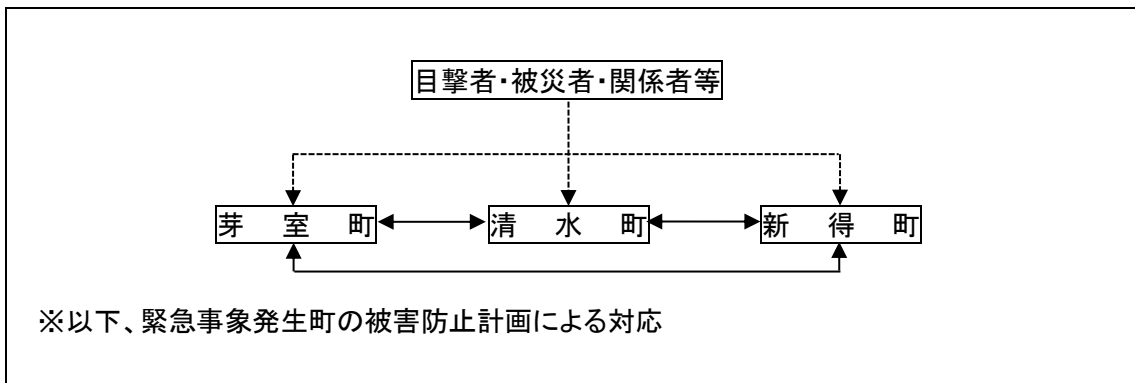 目撃者・被災者・関係者等
芽室町 清水町 新得町
※以下、緊急事象発生町の被害防止計画による対応